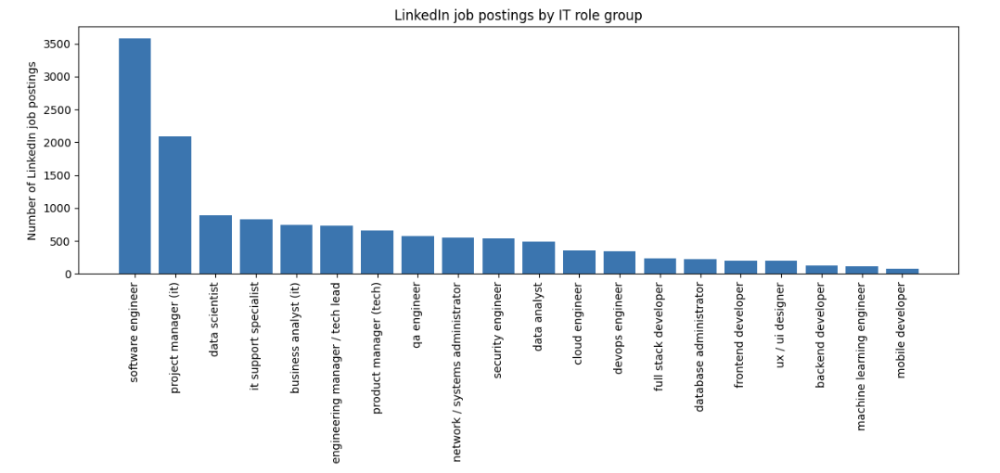 LinkedIn job postings by IT role group
Number of LinkedIn job postings
3500
3000
2500
2000
1500
1000
500
0
software engineer
project manager (it)
data scientist
it support specialist
business analyst (it)
engineering manager / tech lead
product manager (tech)
qa engineer
network / systems administrator
security engineer
data analyst
cloud engineer
devops engineer
full stack developer
database administrator
frontend developer
ux / ui designer
backend developer
machine learning engineer
mobile developer